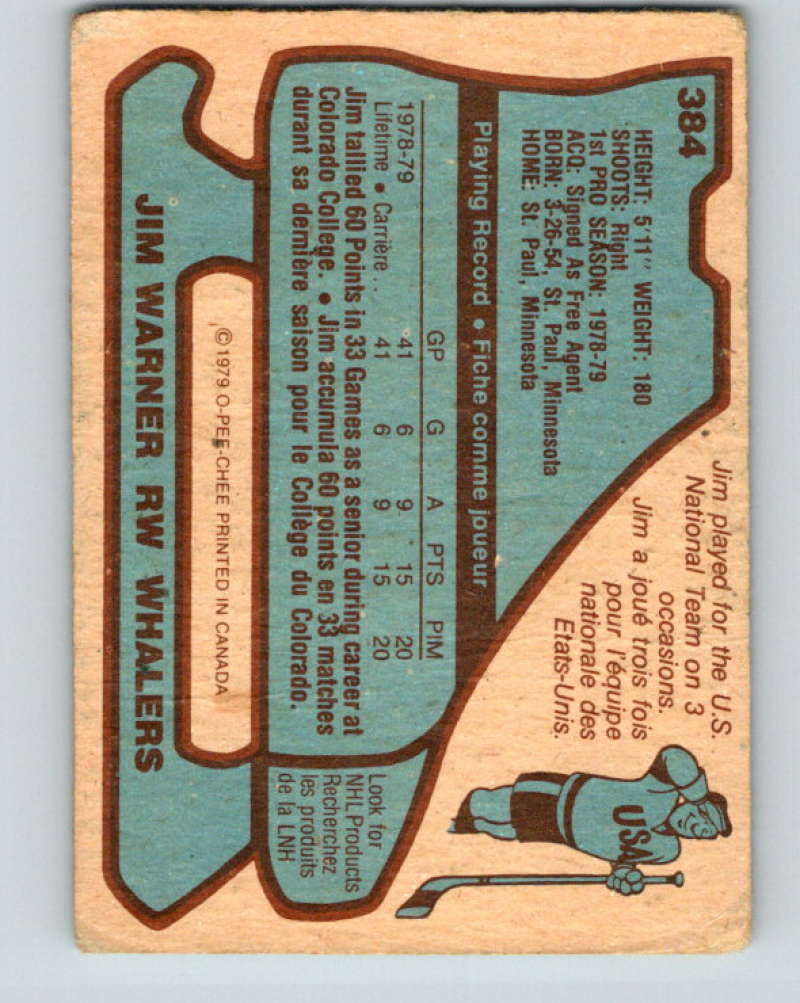 384
HEIGHT: 5'11" WEIGHT: 180
SHOOTS: Right
1st PRO SEASON: 1978-79
ACQ: Signed As Free Agent
BORN: 3-26-54, St. Paul, Minnesota
HOME: St. Paul, Minnesota
Jim played for the U.S.
National Team on 3
occasions.
Jim a joué trois fois
pour l'équipe
nationale des
Etats-Unis.
USA
Playing Record • Fiche comme joueur
GP G A PTS PIM
1978-79 41 6 9 15 20
Lifetime • Carrière... 41 6 9 15 20
Jim tallied 60 Points in 33 Games as a senior during career at
Colorado College. • Jim accumula 60 points en 33 matches
durant sa dernière saison pour le Collège du Colorado.
Look for
NHL Products
Recherchez
les produits
de la LNH
©1979 O-PEE-CHEE PRINTED IN CANADA
JIM WARNER RW WHALERS